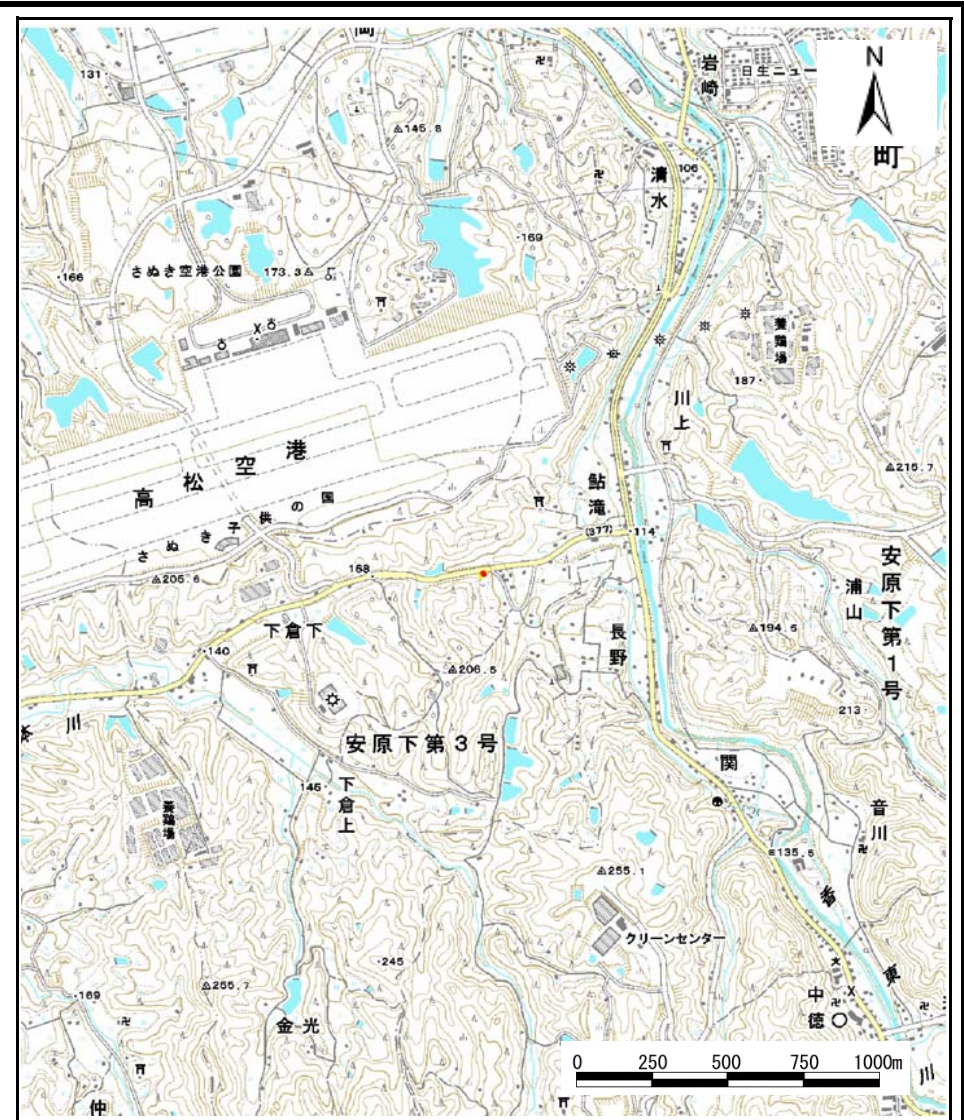 町
131
145.8
岩崎
日生ニュー
N
町
106
清水
169
166
さぬき空港公園
173.3
養鶏場
187
川上
215.7
高松空港
鮎滝
さぬき子供の国
(377)
114
安原下第1号
浦山
205.6
168
下倉下
長野
194.5
140
206.5
213
川
安原下第3号
関
146
下倉上
養鶏場
音川
135.5
255.1
香東
クリーンセンター
245
255.7
中徳
169
金光
川
仲
0 250 500 750 1000m